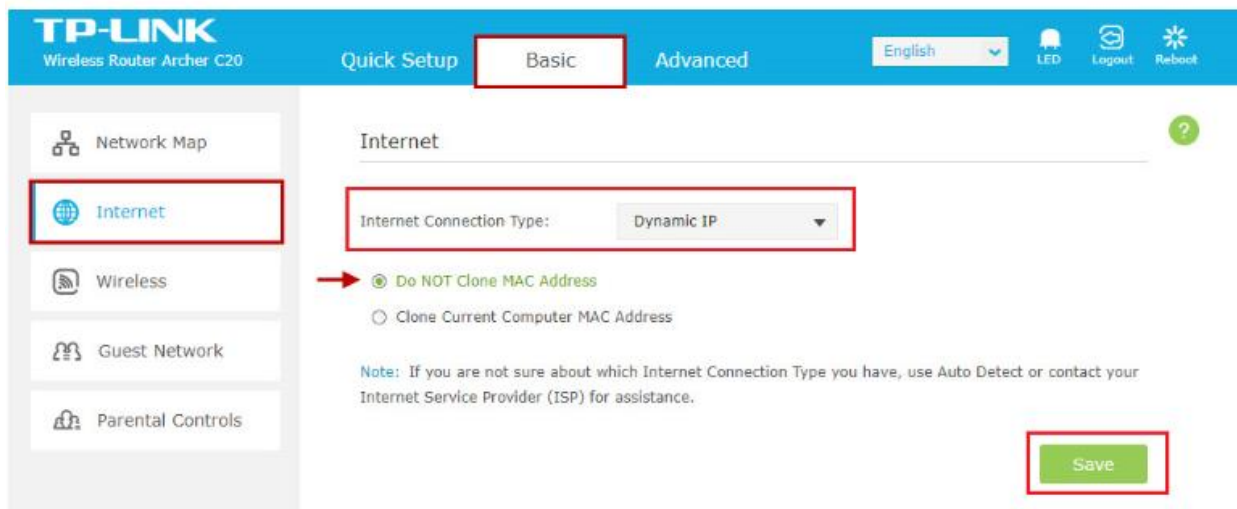 TP-LINK
Wireless Router Archer C20
Quick Setup
Basic
Advanced
English
LED
Logout
Reboot
Network Map
Internet
Wireless
Guest Network
Parental Controls
Internet
?
Internet Connection Type:
Dynamic IP
Do NOT Clone MAC Address
Clone Current Computer MAC Address
Note: If you are not sure about which Internet Connection Type you have, use Auto Detect or contact your
Internet Service Provider (ISP) for assistance.
Save